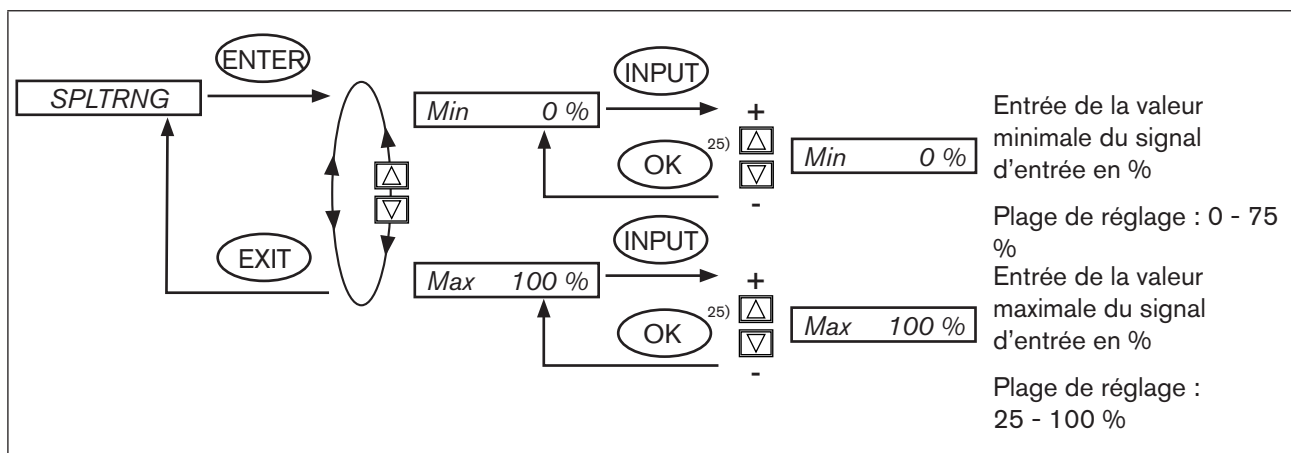 SPLTRNG
ENTER
EXIT
Min 0 %
INPUT
OK
25)
+
-
Min 0 %
Entrée de la valeur
minimale du signal
d'entrée en %
Plage de réglage : 0 - 75
%
Max 100 %
INPUT
OK
25)
+
-
Max 100 %
Entrée de la valeur
maximale du signal
d'entrée en %
Plage de réglage :
25 - 100 %